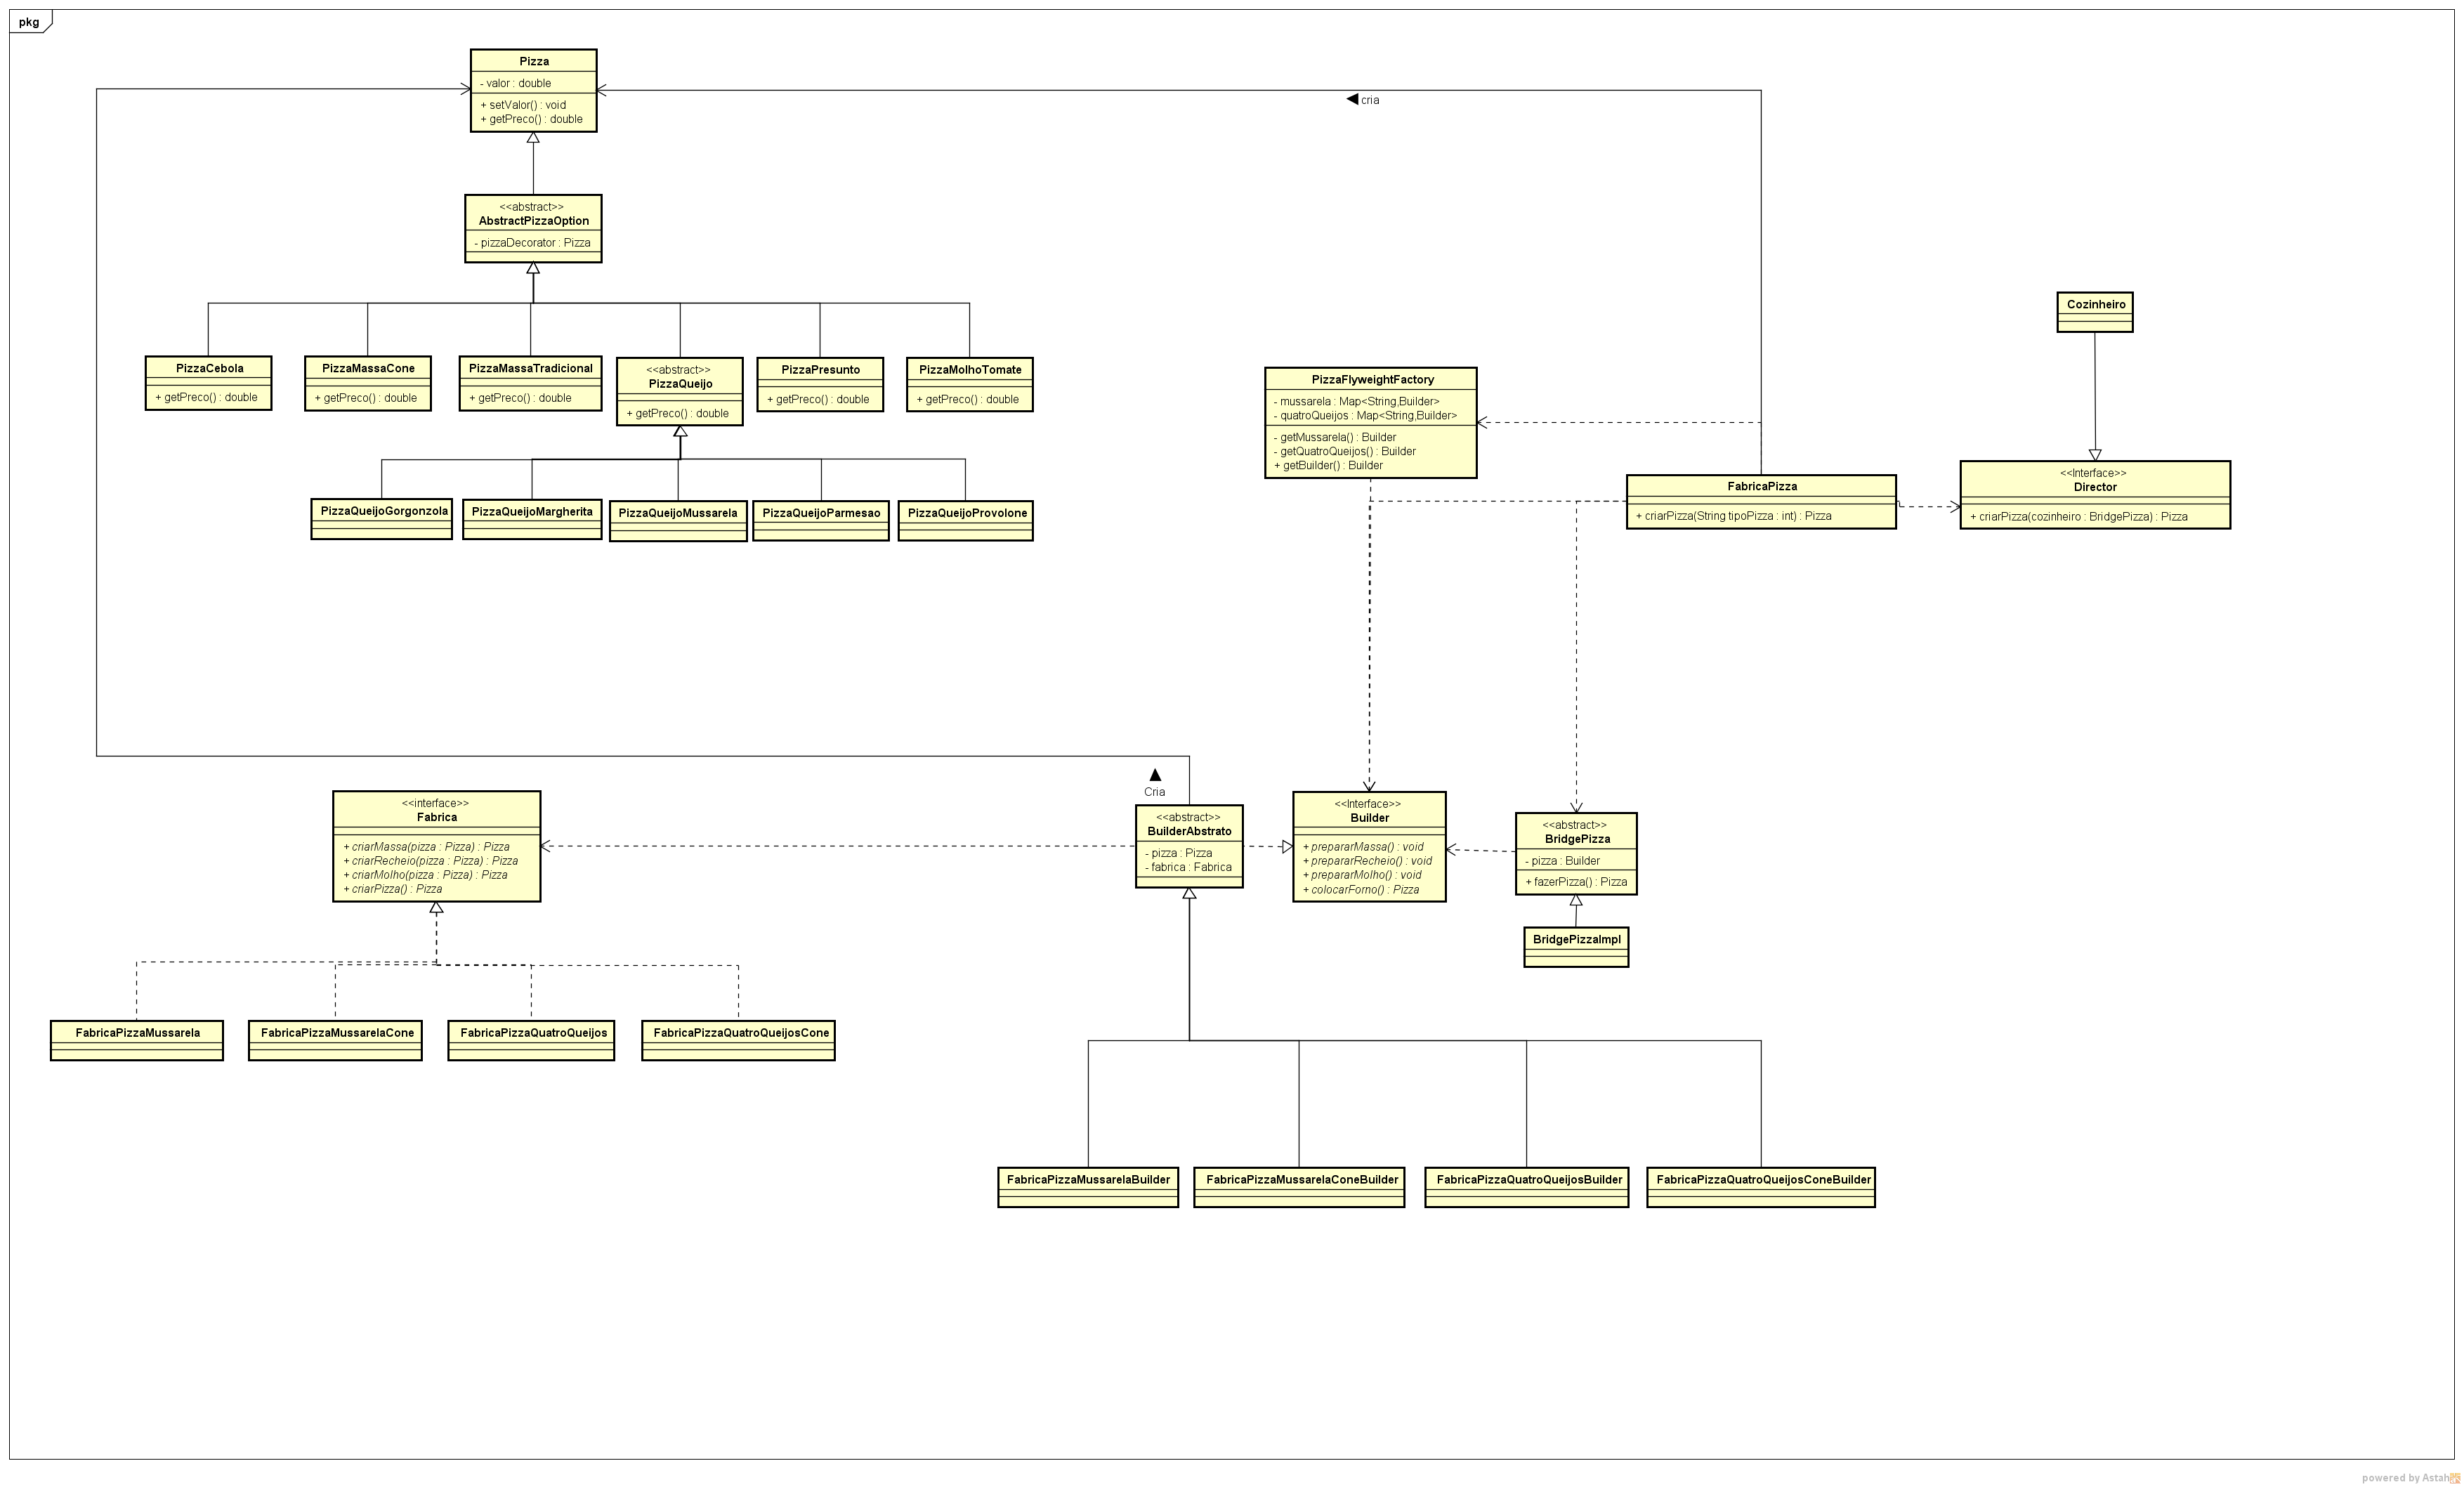 pkg
Pizza
- valor : double
+ setValor() : void
+ getPreco() : double
cria
<<abstract>>
AbstractPizzaOption
- pizzaDecorator : Pizza
PizzaCebola
+ getPreco() : double
PizzaMassaCone
+ getPreco() : double
PizzaMassaTradicional
+ getPreco() : double
<<abstract>>
PizzaQueijo
+ getPreco() : double
PizzaPresunto
+ getPreco() : double
PizzaMolhoTomate
+ getPreco() : double
PizzaQueijoGorgonzola
PizzaQueijoMargherita
PizzaQueijoMussarela
PizzaQueijoParmesao
PizzaQueijoProvolone
Cozinheiro
PizzaFlyweightFactory
- mussarela : Map<String,Builder>
- quatroQueijos : Map<String,Builder>
- getMussarela() : Builder
- getQuatroQueijos() : Builder
+ getBuilder() : Builder
FabricaPizza
+ criarPizza(String tipoPizza : int) : Pizza
<<Interface>>
Director
+ criarPizza(cozinheiro : BridgePizza) : Pizza
Cria
<<interface>>
Fabrica
+ criarMassa(pizza : Pizza) : Pizza
+ criarRecheio(pizza : Pizza) : Pizza
+ criarMolho(pizza : Pizza) : Pizza
+ criarPizza() : Pizza
<<abstract>>
BuilderAbstrato
- pizza : Pizza
- fabrica : Fabrica
<<Interface>>
Builder
+ prepararMassa() : void
+ prepararRecheio() : void
+ prepararMolho() : void
+ colocarForno() : Pizza
<<abstract>>
BridgePizza
- pizza : Builder
+ fazerPizza() : Pizza
BridgePizzaImpl
FabricaPizzaMussarela
FabricaPizzaMussarelaCone
FabricaPizzaQuatroQueijos
FabricaPizzaQuatroQueijosCone
FabricaPizzaMussarelaBuilder
FabricaPizzaMussarelaConeBuilder
FabricaPizzaQuatroQueijosBuilder
FabricaPizzaQuatroQueijosConeBuilder
powered by Astah